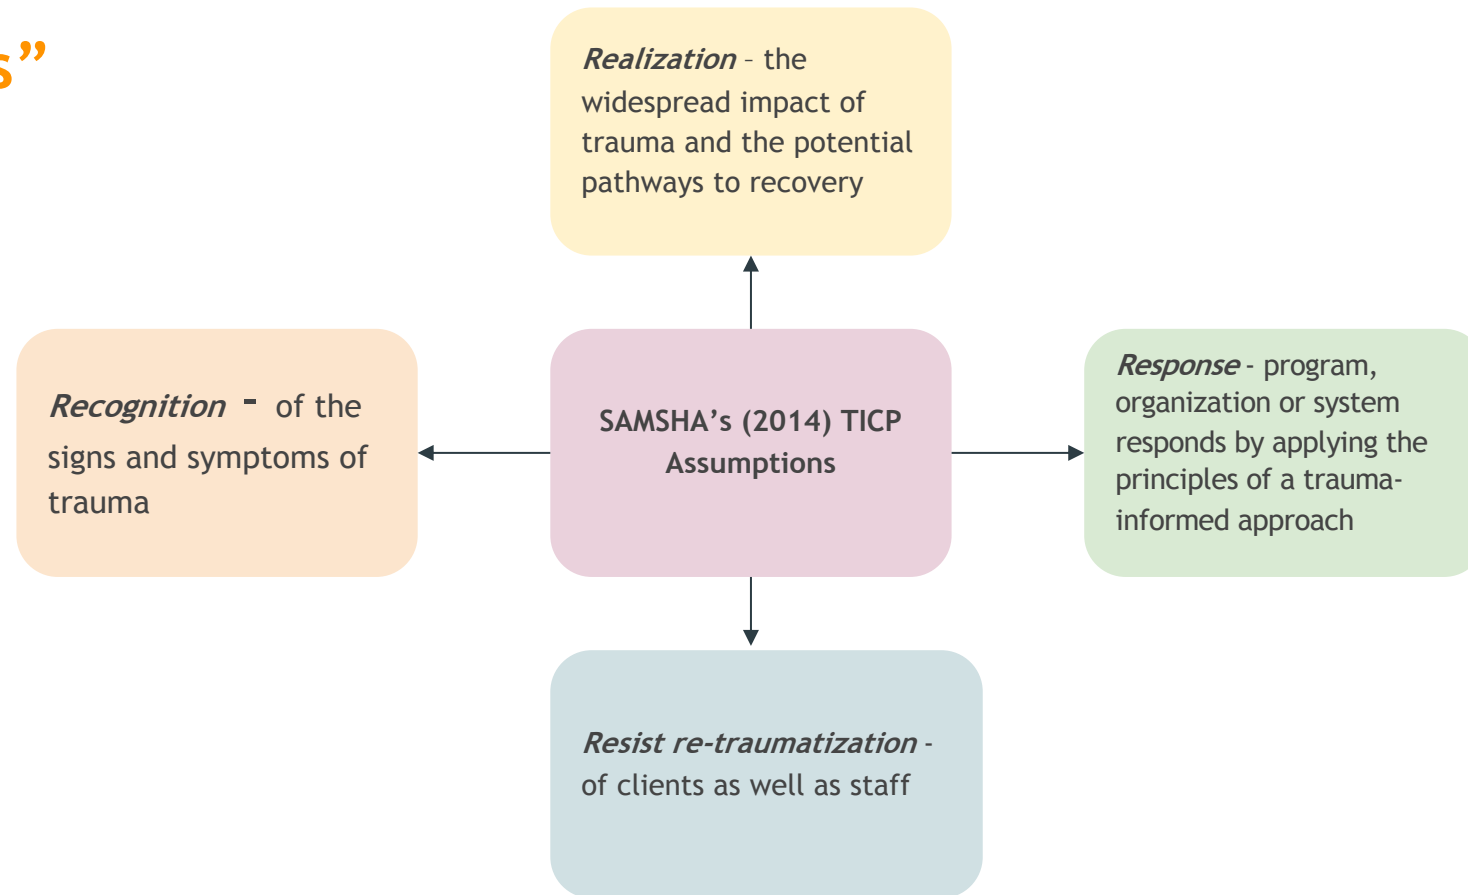 s”
Realization – the
widespread impact of
trauma and the potential
pathways to recovery
Recognition - of the
signs and symptoms of
trauma
SAMSHA’s (2014) TICP
Assumptions
Response - program,
organization or system
responds by applying the
principles of a trauma-
informed approach
Resist re-traumatization -
of clients as well as staff